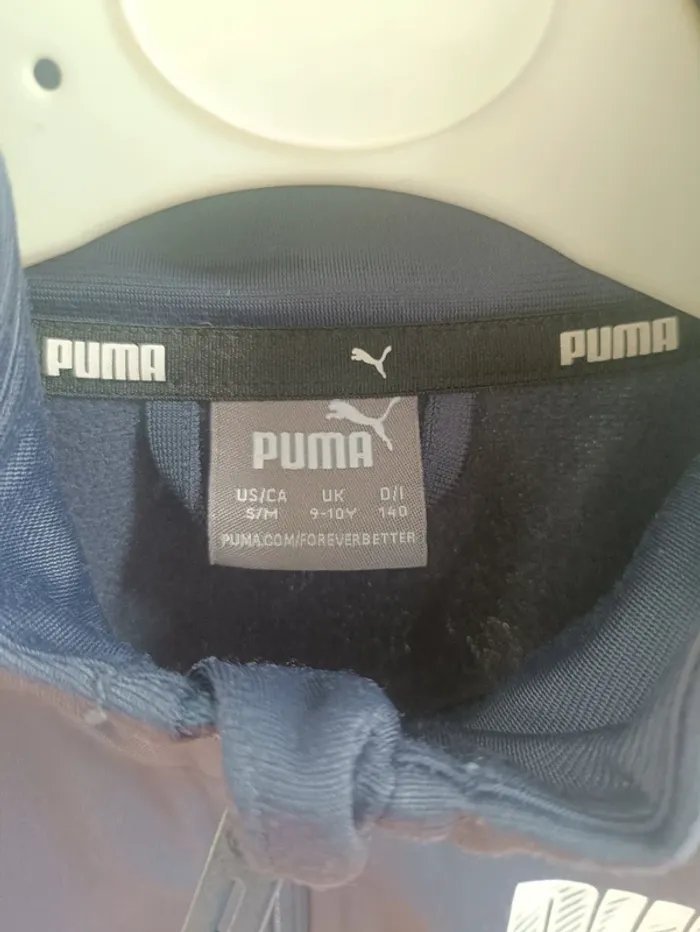 PUMA PUMA
PUMA
US/CA UK D/I
S/M 9-10Y 140
PUMA.COM/FOREVERBETTER